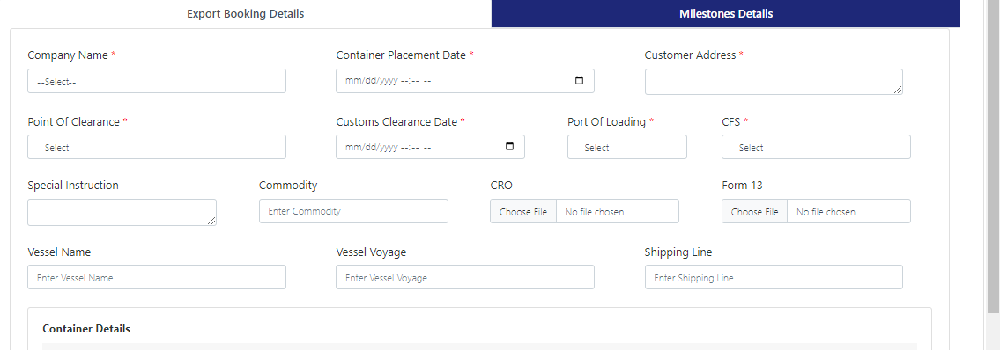 Export Booking Details Milestones Details
Company Name * Container Placement Date * Customer Address *
--Select-- mm/dd/yyyy --:-- --
Point Of Clearance * Customs Clearance Date * Port Of Loading * CFS *
--Select-- mm/dd/yyyy --:-- -- --Select-- --Select--
Special Instruction Commodity CRO Form 13
Enter Commodity Choose File No file chosen Choose File No file chosen
Vessel Name Vessel Voyage Shipping Line
Enter Vessel Name Enter Vessel Voyage Enter Shipping Line
Container Details